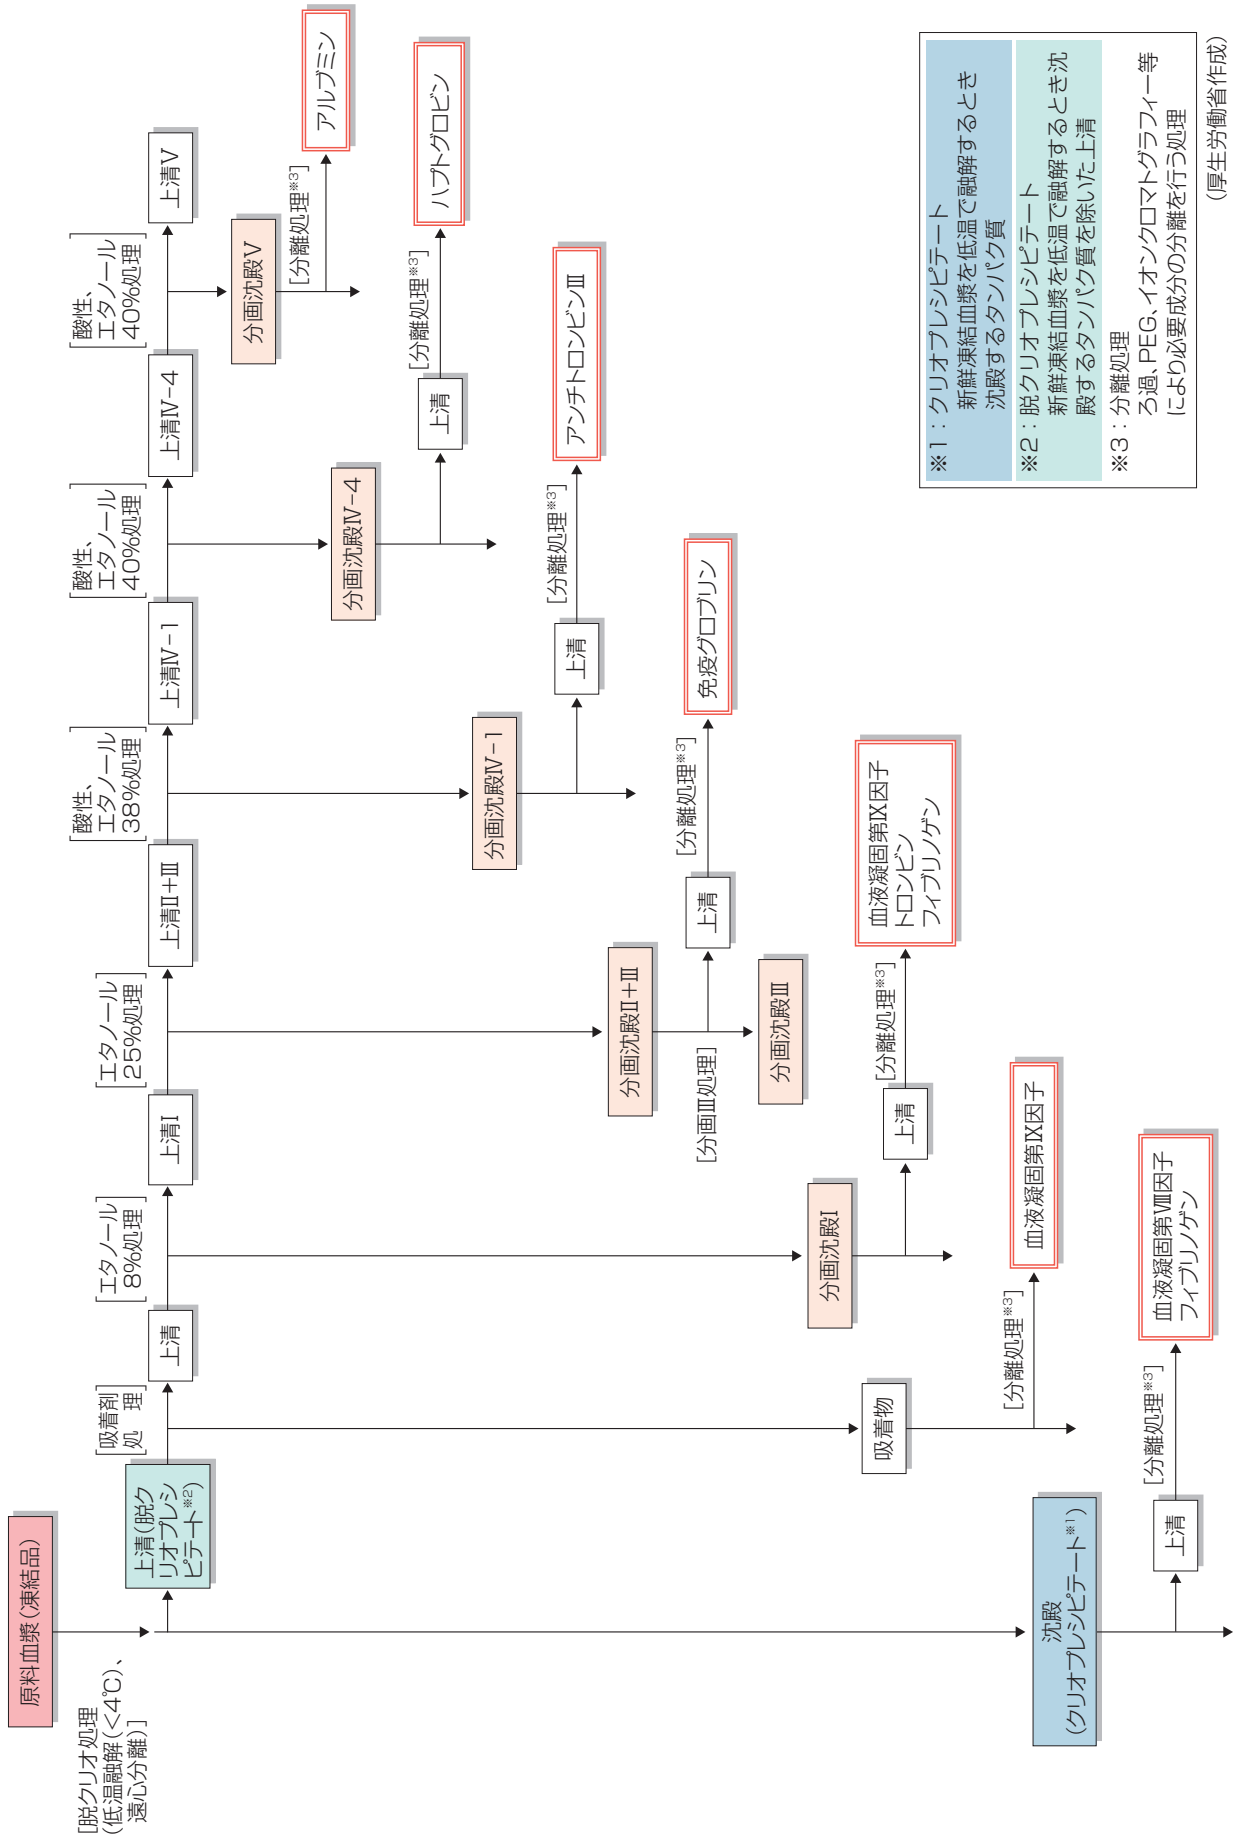 原料血漿（凍結品）
[脱クリオ処理
（低温融解（<4℃）、
遠心分離）]
上清（脱ク
リオプレシ
ピテート※2）
[吸着剤
処　理]
上清
[エタノール
8%処理]
上清Ⅰ
[エタノール
25%処理]
上清Ⅱ+Ⅲ
[酸性、
エタノール
38%処理]
上清Ⅳ-1
[酸性、
エタノール
40%処理]
上清Ⅳ-4
[酸性、
エタノール
40%処理]
上清Ⅴ
分画沈殿Ⅴ
[分離処理※3]
アルブミン
分画沈殿Ⅳ-4
上清
[分離処理※3]
ハプトグロビン
分画沈殿Ⅳ-1
上清
[分離処理※3]
アンチトロンビンⅢ
分画沈殿Ⅱ+Ⅲ
[分画Ⅲ処理]
上清
[分離処理※3]
免疫グロブリン
分画沈殿Ⅲ
分画沈殿Ⅰ
上清
[分離処理※3]
血液凝固第Ⅸ因子
トロンビン
フィブリノゲン
吸着物
[分離処理※3]
血液凝固第Ⅸ因子
沈殿
（クリオプレシピテート※1）
上清
[分離処理※3]
血液凝固第Ⅷ因子
フィブリノゲン
※1：クリオプレシピテート
新鮮凍結血漿を低温で融解するとき
沈殿するタンパク質
※2：脱クリオプレシピテート
新鮮凍結血漿を低温で融解するとき沈
殿するタンパク質を除いた上清
※3：分離処理
ろ過、PEG、イオンクロマトグラフィー等
により必要成分の分離を行う処理
（厚生労働省作成）